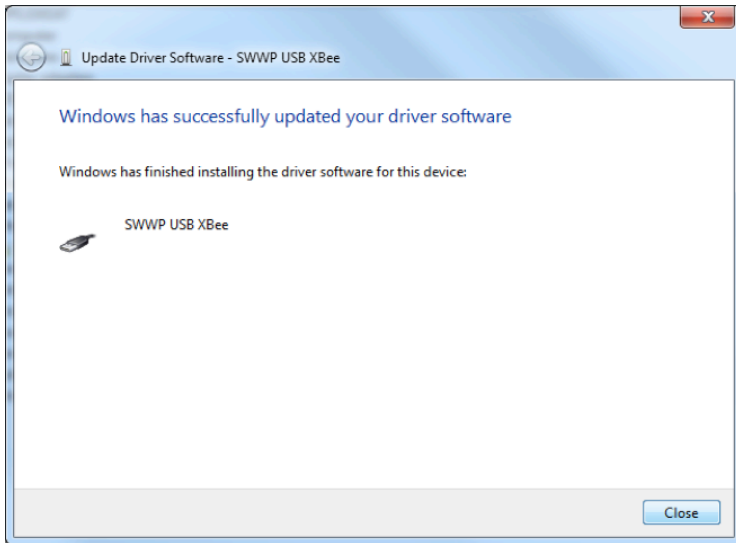 Update Driver Software - SWWP USB XBee
Windows has successfully updated your driver software
Windows has finished installing the driver software for this device:
SWWP USB XBee
Close